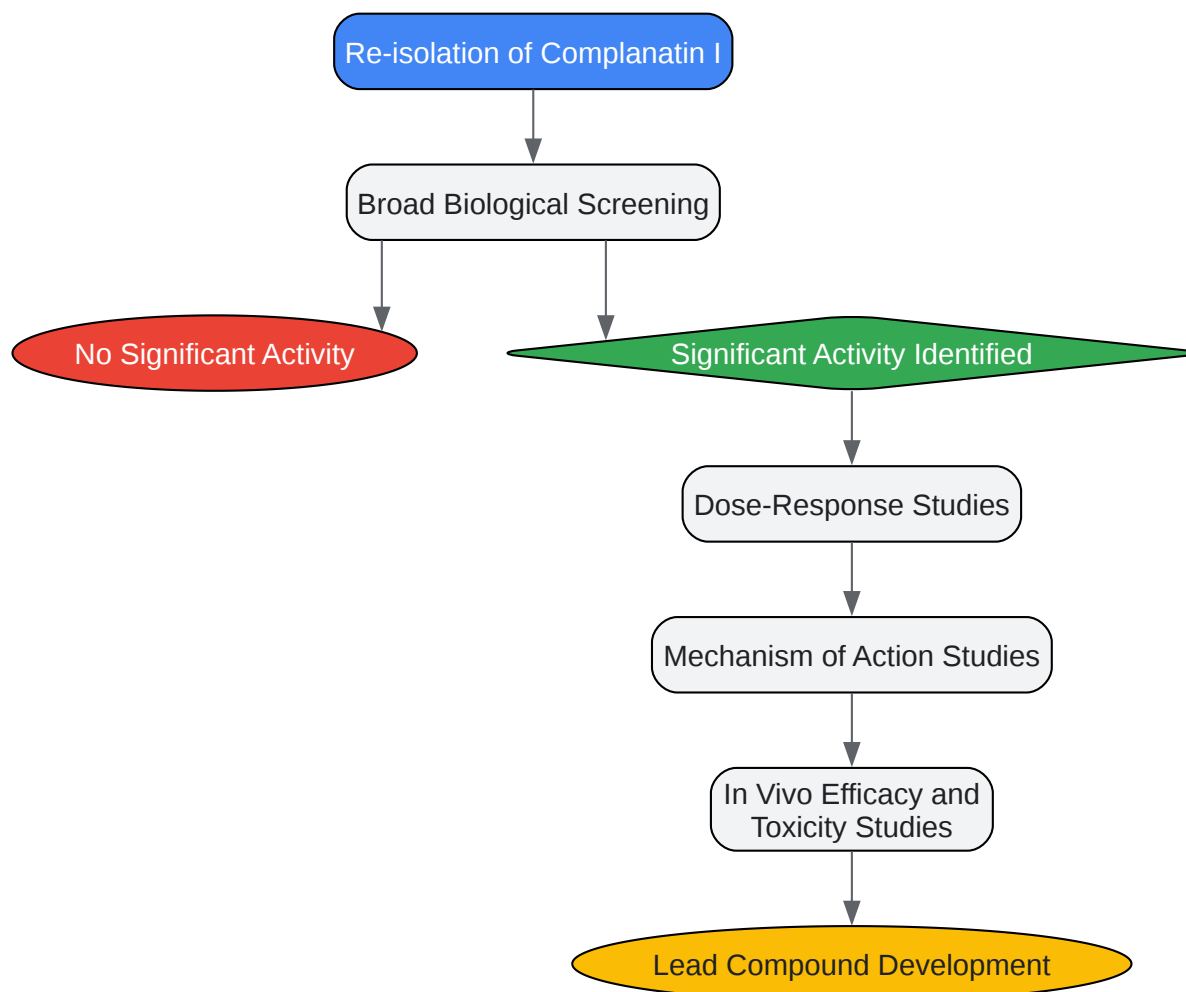 Re-isolation of Complanatin I
Broad Biological Screening
No Significant Activity
Significant Activity Identified
Dose-Response Studies
Mechanism of Action Studies
In Vivo Efficacy and
Toxicity Studies
Lead Compound Development